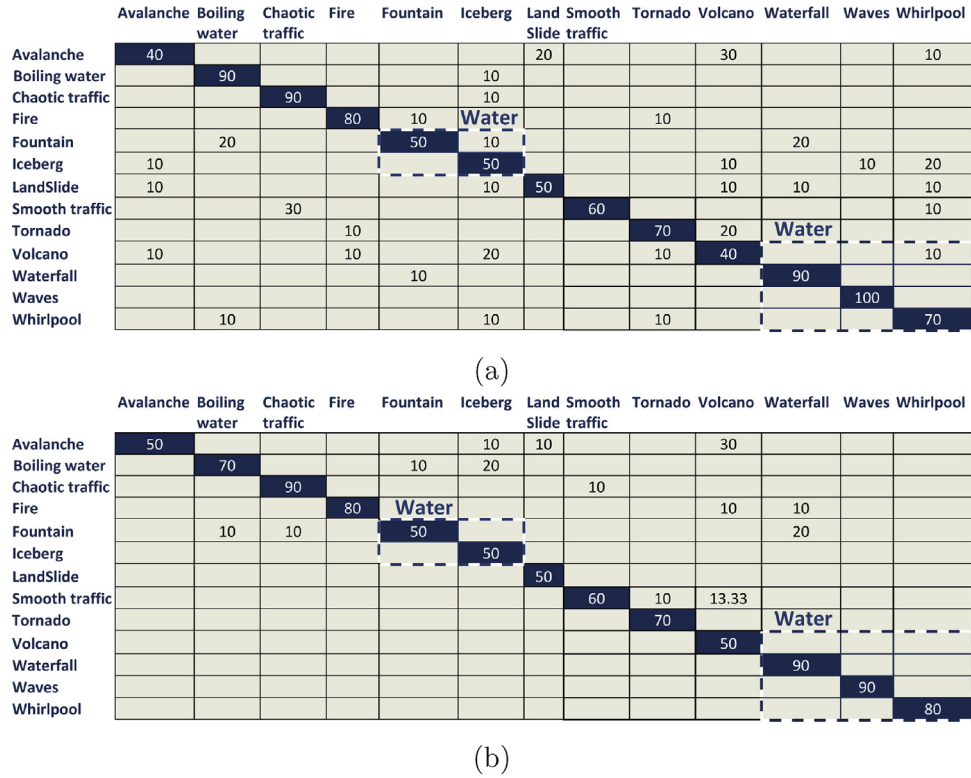 Avalanche Boiling water Chaotic traffic Fire Fountain Iceberg Land Slide Smooth traffic Tornado Volcano Waterfall Waves Whirlpool
Avalanche 40 20 30 10
Boiling water 90 10
Chaotic traffic 90 10
Fire 80 10 Water 10
Fountain 20 50 10 20
Iceberg 10 50 10 10 20
LandSlide 10 10 50 10 10 10
Smooth traffic 30 60 10
Tornado 10 70 20 Water
Volcano 10 10 20 10 40 10
Waterfall 10 90
Waves 100
Whirlpool 10 10 10 70
(a)
Avalanche Boiling water Chaotic traffic Fire Fountain Iceberg Land Slide Smooth traffic Tornado Volcano Waterfall Waves Whirlpool
Avalanche 50 10 10 30
Boiling water 70 10 20
Chaotic traffic 90 10
Fire 80 Water 10 10
Fountain 10 10 50 20
Iceberg 50
LandSlide 50
Smooth traffic 60 10 13.33
Tornado 70 Water
Volcano 50
Waterfall 90
Waves 90
Whirlpool 80
(b)